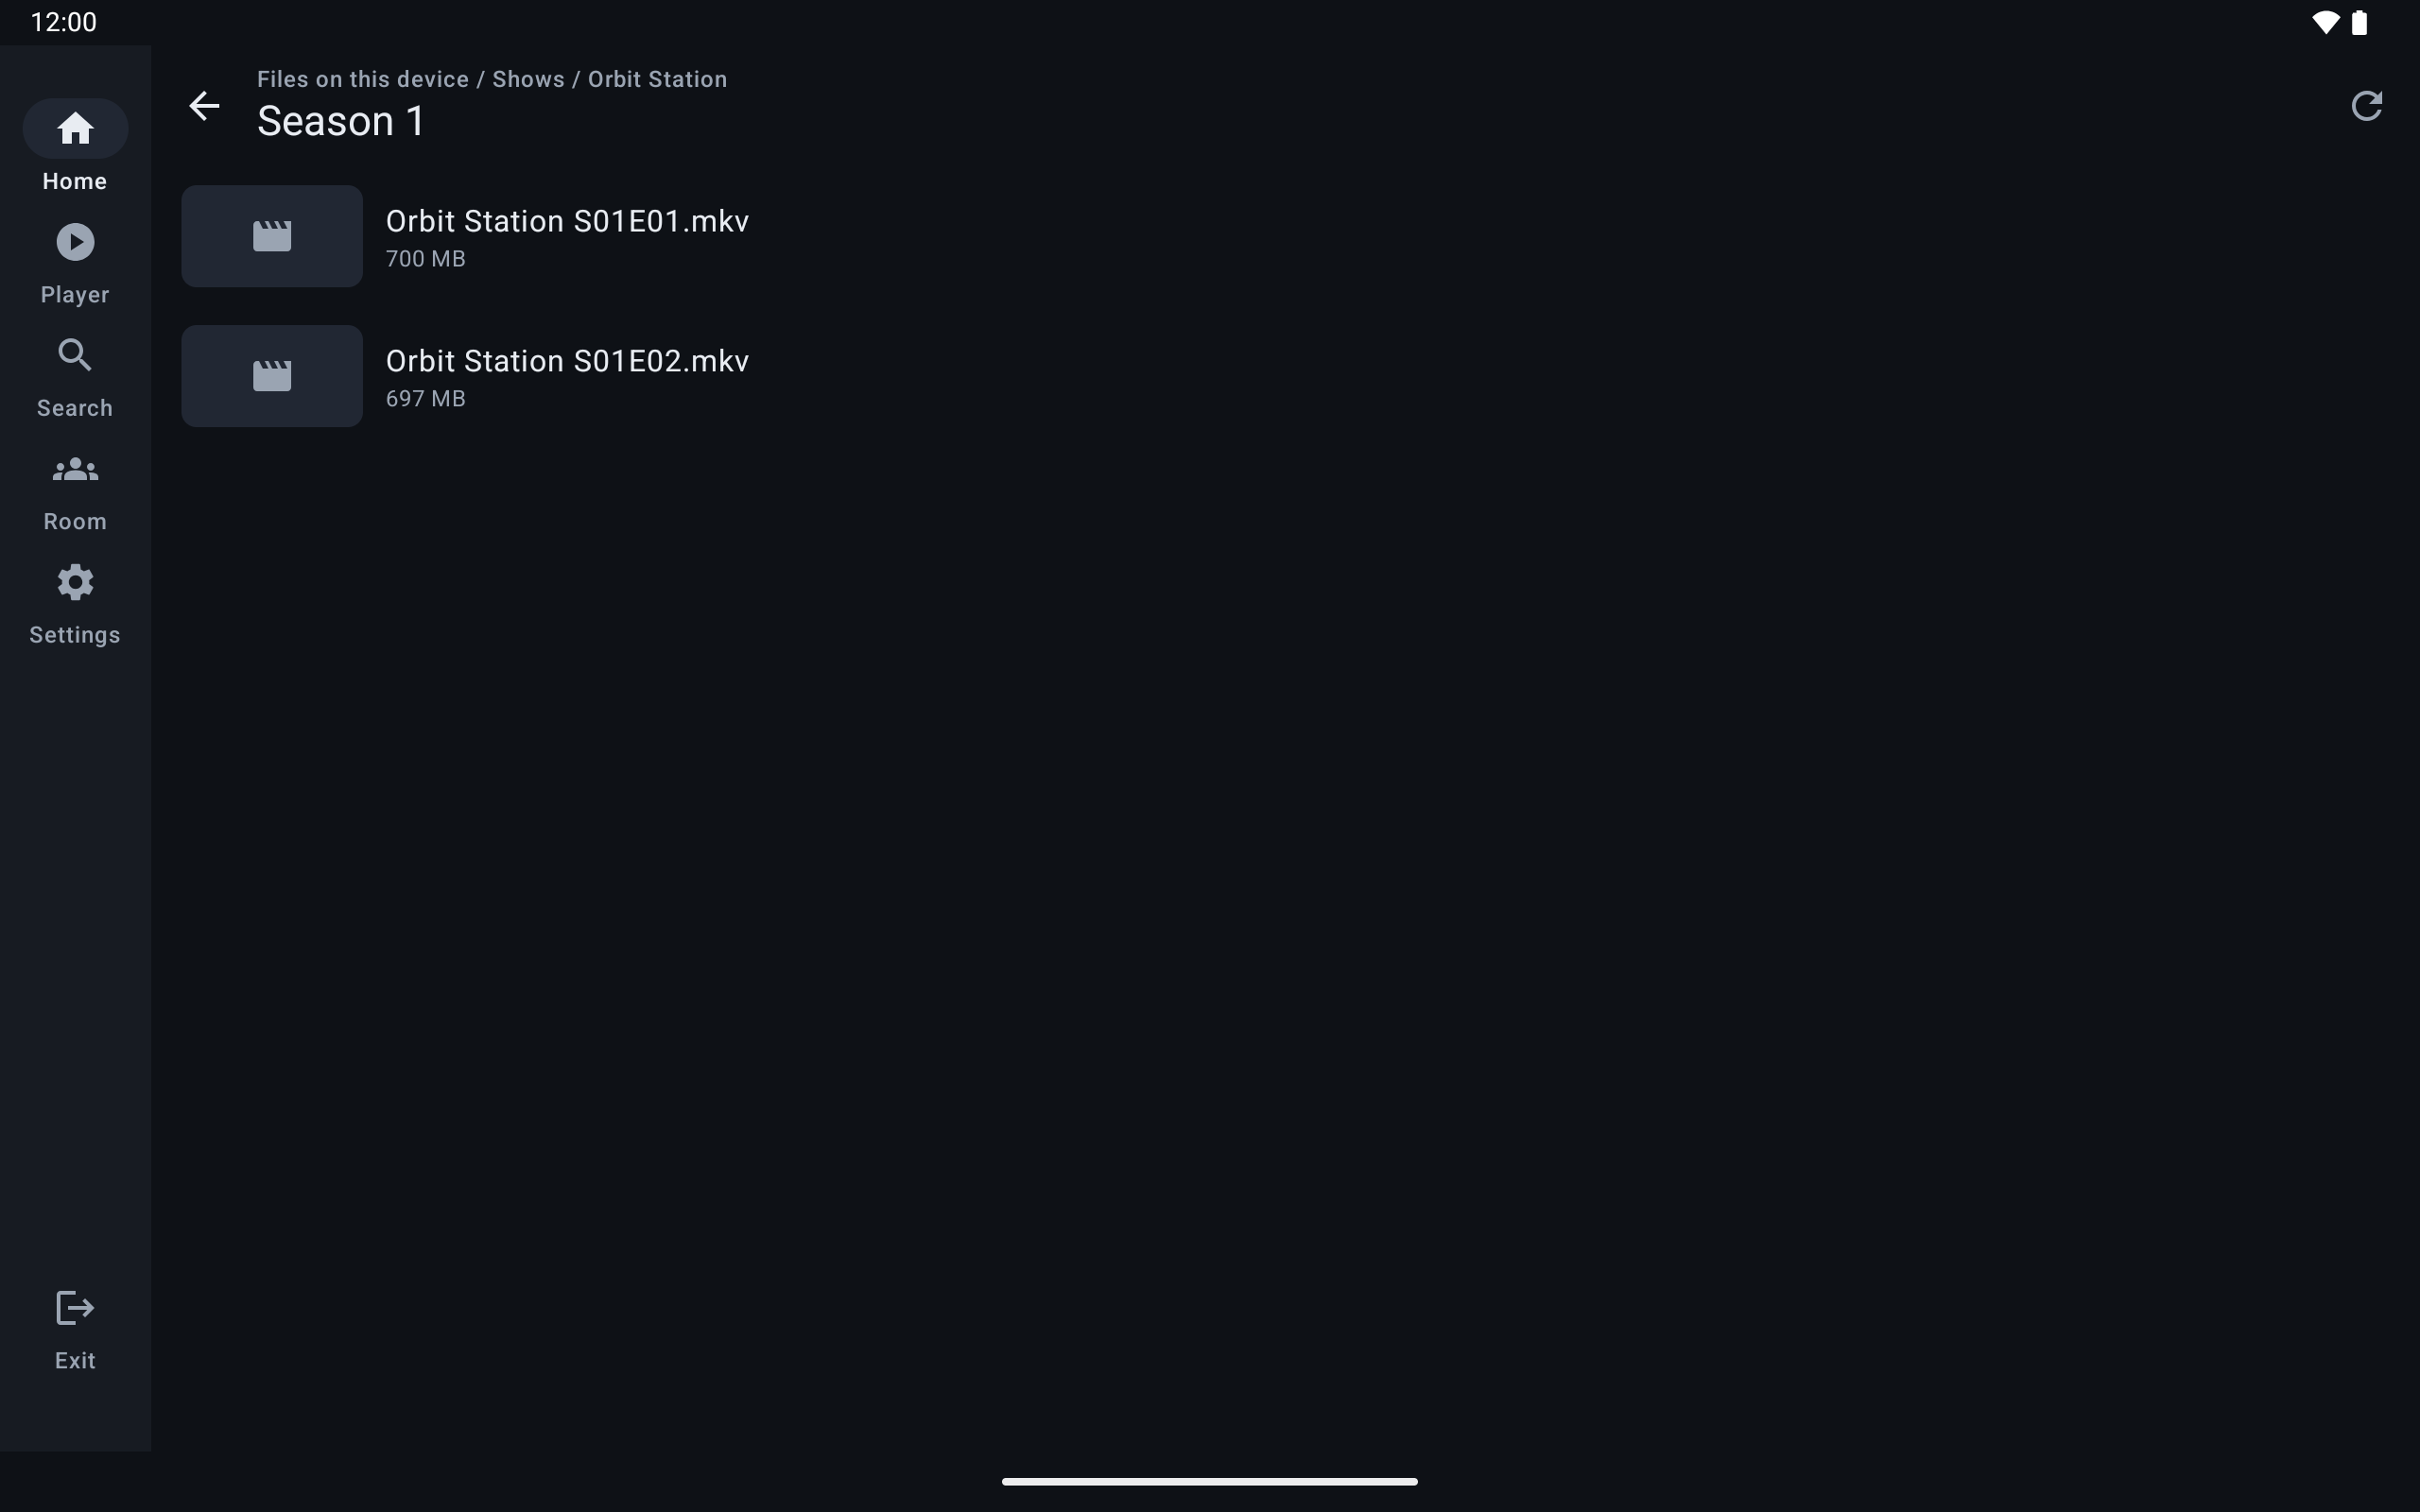 12:00
Files on this device / Shows / Orbit Station
Season 1
Home
Player
Search
Room
Settings
Exit
Orbit Station S01E01.mkv
700 MB
Orbit Station S01E02.mkv
697 MB